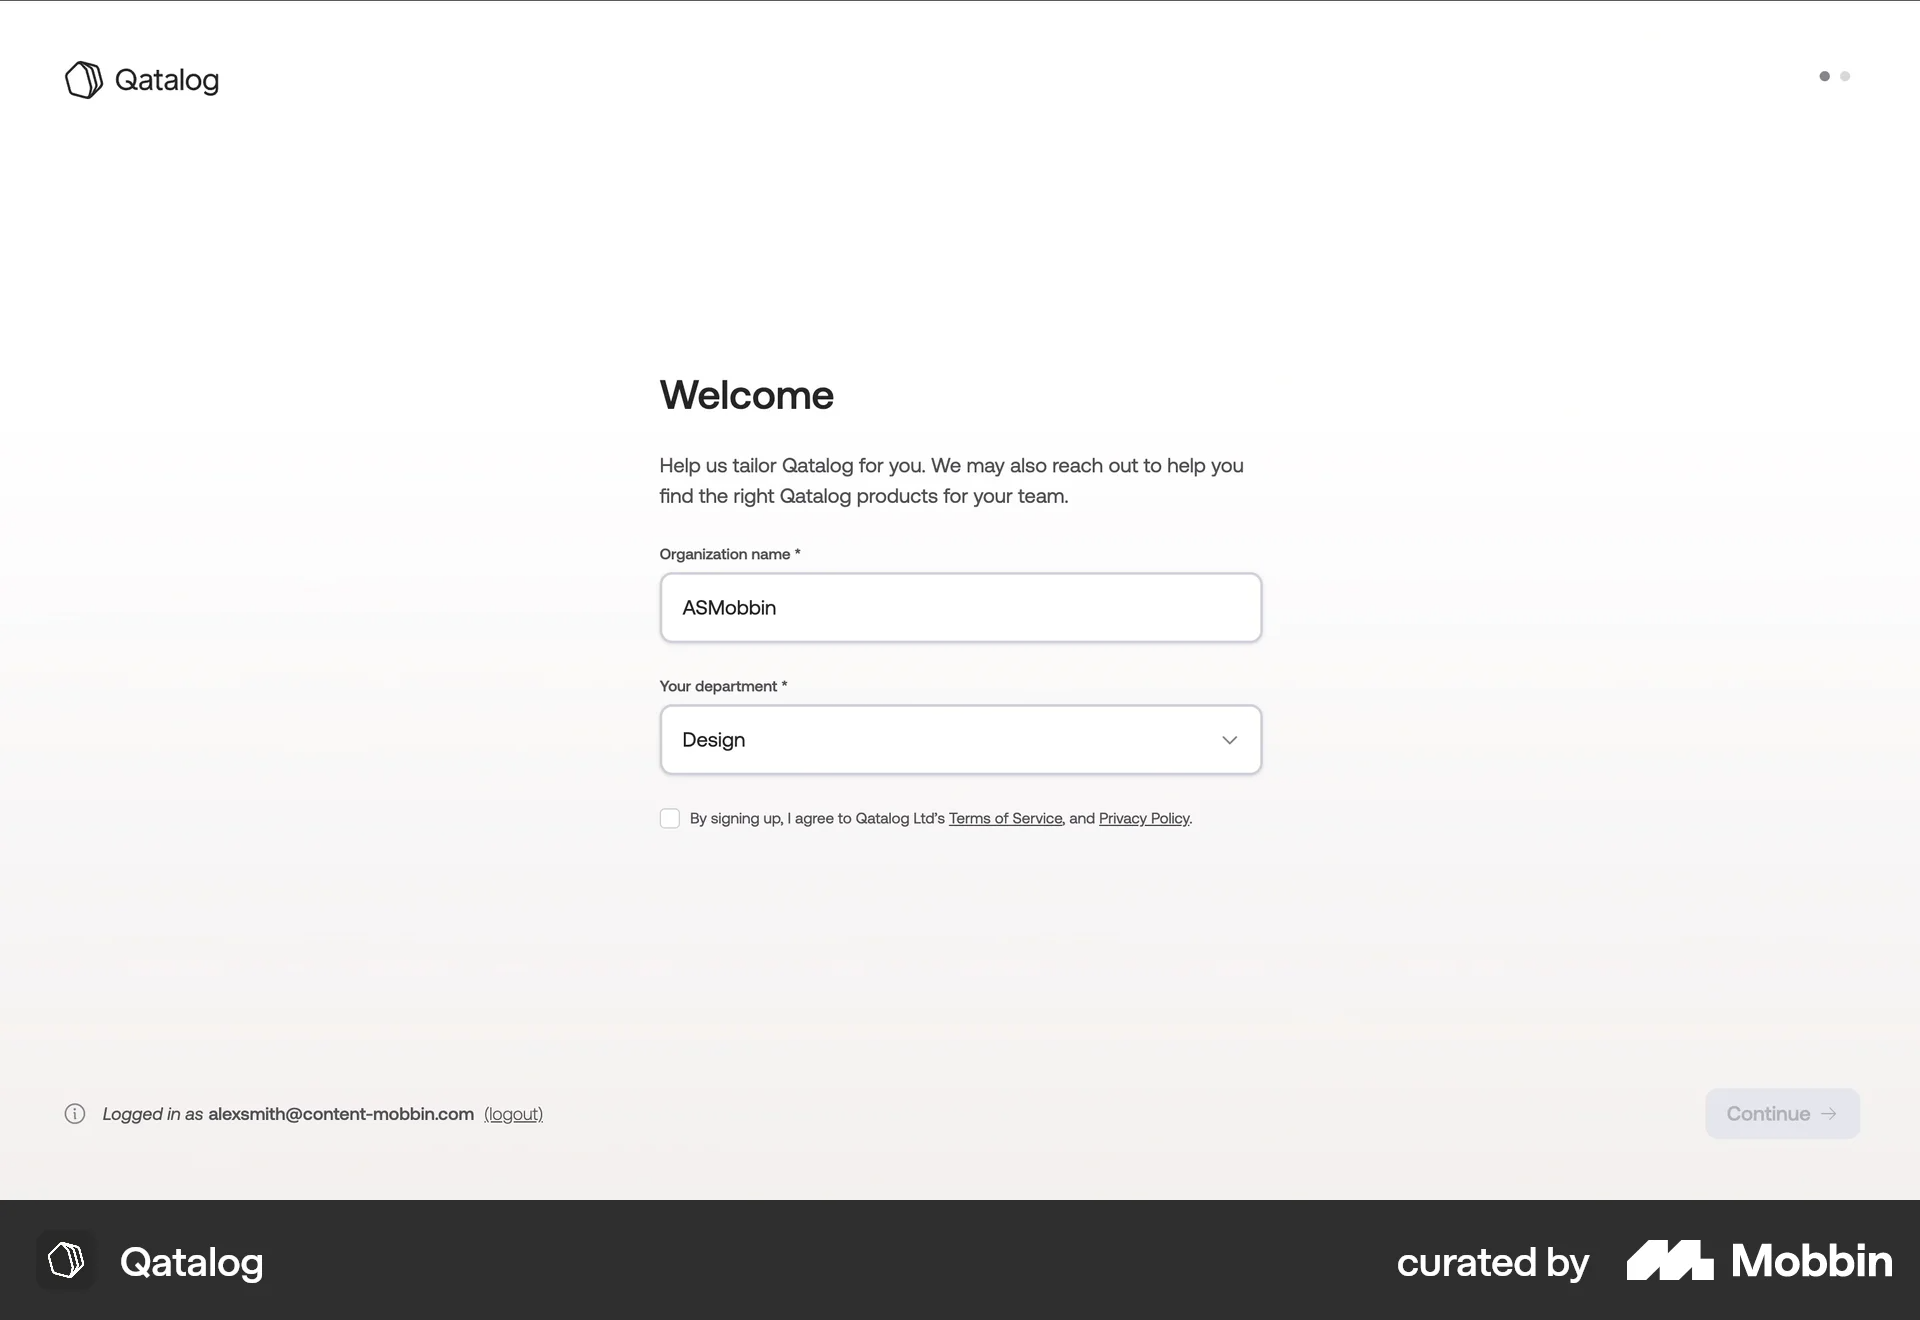 Qatalog
Welcome
Help us tailor Qatalog for you. We may also reach out to help you
find the right Qatalog products for your team.
Organization name *
ASMobbin
Your department *
Design
By signing up, I agree to Qatalog Ltd's Terms of Service, and Privacy Policy.
Logged in as alexsmith@content-mobbin.com (logout)
Continue →
Qatalog
curated by Mobbin